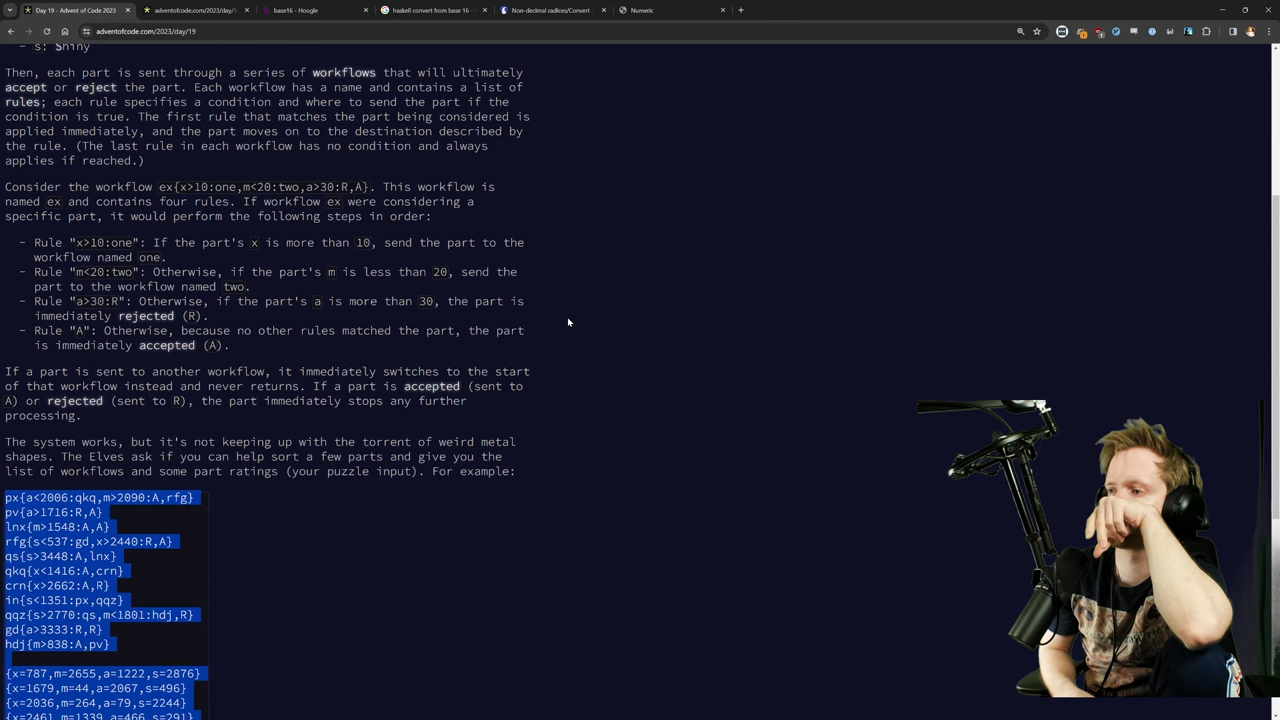 Day 19 - Advent of Code 2023
adventofcode.com/2023/day/
base16 - Google
haskell convert from base 16 -
Non-decimal radices/Convert
Numeric
adventofcode.com/2023/day/19
- s: Shiny
Then, each part is sent through a series of workflows that will ultimately
accept or reject the part. Each workflow has a name and contains a list of
rules; each rule specifies a condition and where to send the part if the
condition is true. The first rule that matches the part being considered is
applied immediately, and the part moves on to the destination described by
the rule. (The last rule in each workflow has no condition and always
applies if reached.)
Consider the workflow ex{x>10:one,m<20:two,a>30:R,A}. This workflow is
named ex and contains four rules. If workflow ex were considering a
specific part, it would perform the following steps in order:
- Rule "x>10:one": If the part's x is more than 10, send the part to the
workflow named one.
- Rule "m<20:two": Otherwise, if the part's m is less than 20, send the
part to the workflow named two.
- Rule "a>30:R": Otherwise, if the part's a is more than 30, the part is
immediately rejected (R).
- Rule "A": Otherwise, because no other rules matched the part, the part
is immediately accepted (A).
If a part is sent to another workflow, it immediately switches to the start
of that workflow instead and never returns. If a part is accepted (sent to
A) or rejected (sent to R), the part immediately stops any further
processing.
The system works, but it's not keeping up with the torrent of weird metal
shapes. The Elves ask if you can help sort a few parts and give you the
list of workflows and some part ratings (your puzzle input). For example:
px{a<2006:qkq,m>2090:A,rfg}
pv{a>1716:R,A}
lnx{m>1548:A,A}
rfg{s<537:gd,x>2440:R,A}
qs{s>3448:A,lnx}
qkq{x<1416:A,crn}
crn{x>2662:A,R}
in{s<1351:px,qqz}
qqz{s>2770:qs,m<1801:hdj,R}
gd{a>3333:R,R}
hdj{m>838:A,pv}
{x=787,m=2655,a=1222,s=2876}
{x=1679,m=44,a=2067,s=496}
{x=2036,m=264,a=79,s=2244}
{x=2461,m=1339,a=466,s=291}